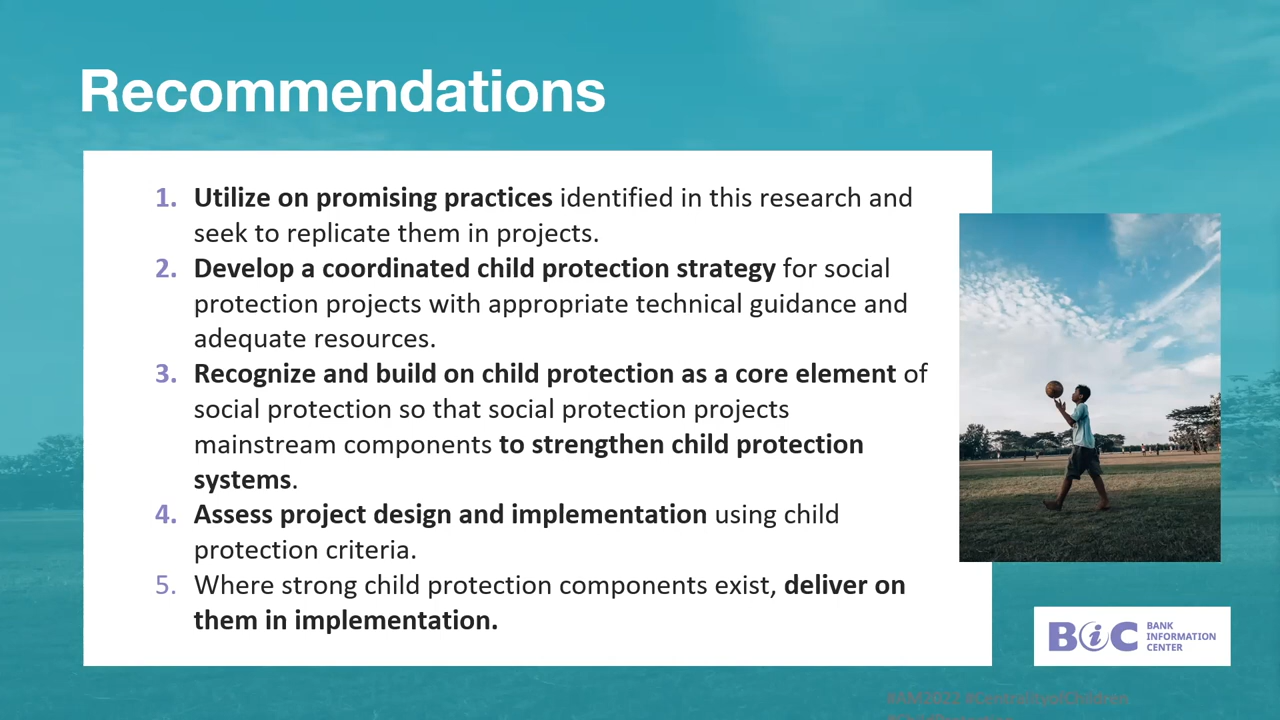 Recommendations
1. Utilize on promising practices identified in this research and
seek to replicate them in projects.
2. Develop a coordinated child protection strategy for social
protection projects with appropriate technical guidance and
adequate resources.
3. Recognize and build on child protection as a core element of
social protection so that social protection projects
mainstream components to strengthen child protection
systems.
4. Assess project design and implementation using child
protection criteria.
5. Where strong child protection components exist, deliver on
them in implementation.
BiC BANK
INFORMATION
CENTER
#AM2022